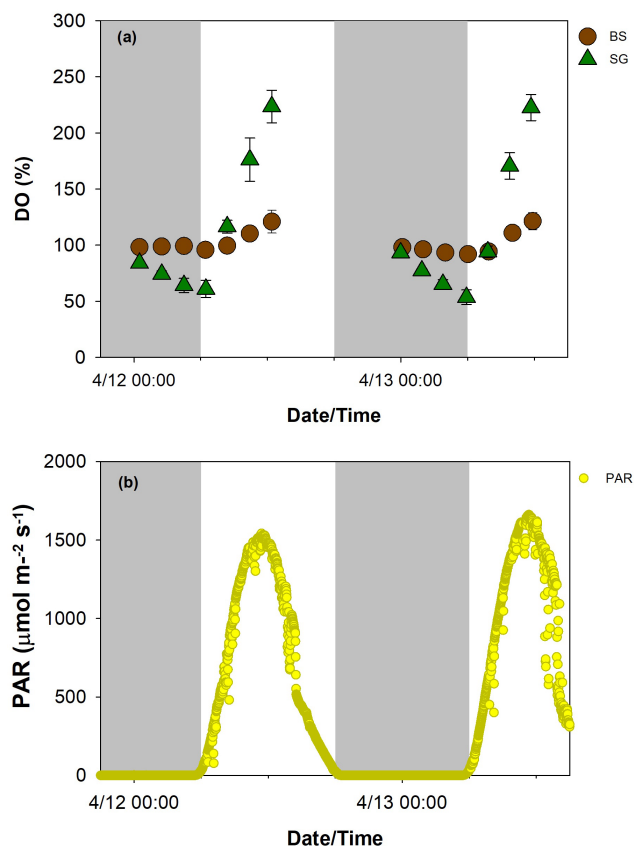 300
(a)
BS
SG
250
200
150
100
50
0
DO (%)
4/12 00:00
4/13 00:00
Date/Time
2000
(b)
PAR
1500
1000
500
0
PAR (μmol m-² s⁻¹)
4/12 00:00
4/13 00:00
Date/Time